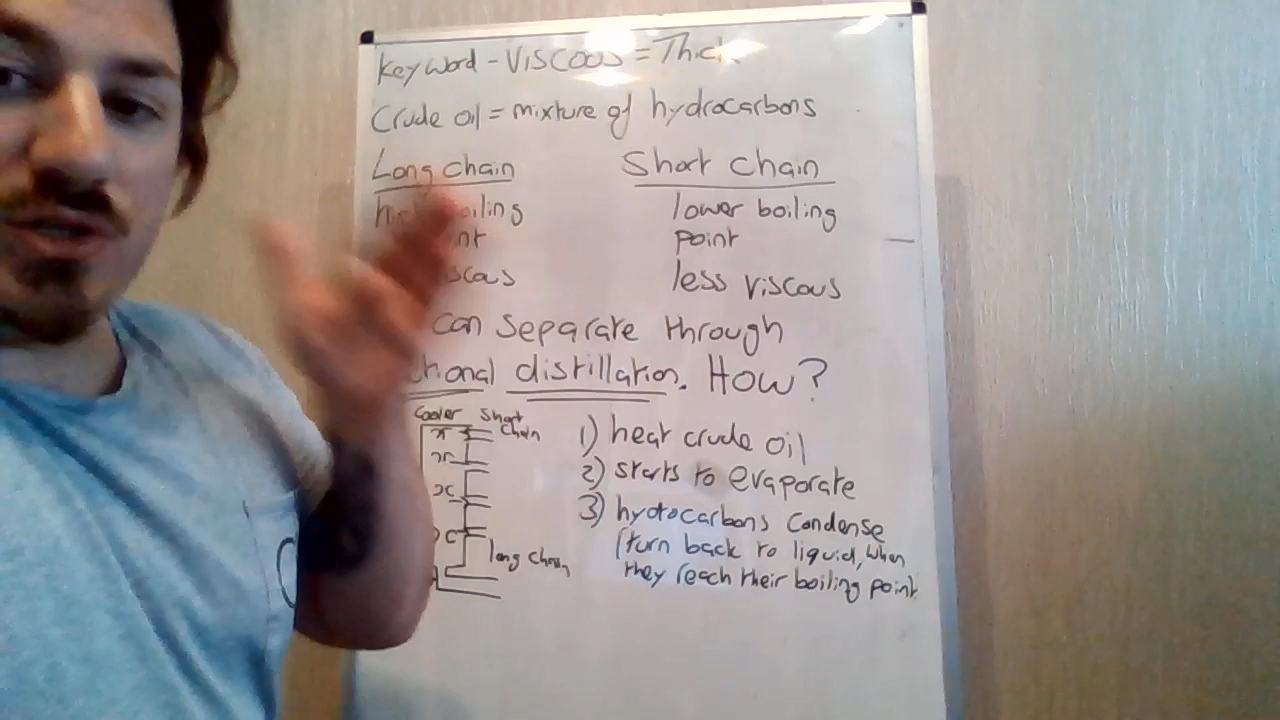 Keyword - Viscous = Thick
Crude oil = mixture of hydrocarbons
Long chain
Short chain
boiling
lower boiling
point
less viscous
can separate through
distillation. How?
Cooler
Short
Chain
long chain
1) heat crude oil
2) starts to evaporate
3) hydrocarbons condense
(turn back to liquid, when
they reach their boiling point